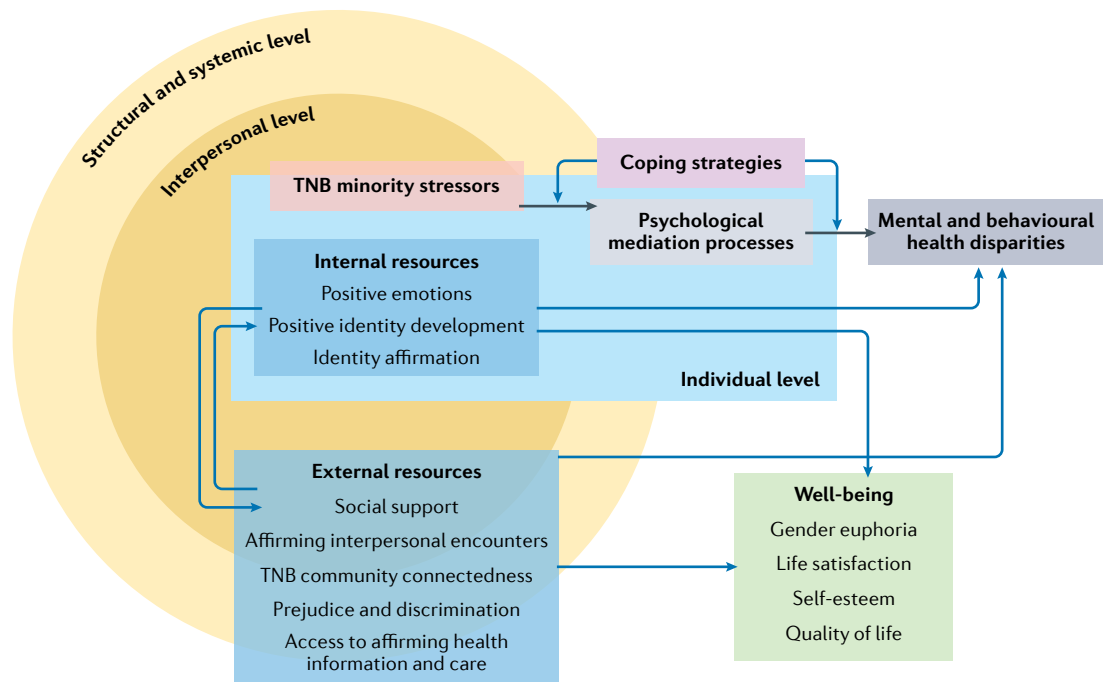 Structural and systemic level
Interpersonal level
TNB minority stressors
Coping strategies
Psychological
mediation processes
Mental and behavioural
health disparities
Internal resources
Positive emotions
Positive identity development
Identity affirmation
Individual level
External resources
Social support
Affirming interpersonal encounters
TNB community connectedness
Prejudice and discrimination
Access to affirming health
information and care
Well-being
Gender euphoria
Life satisfaction
Self-esteem
Quality of life